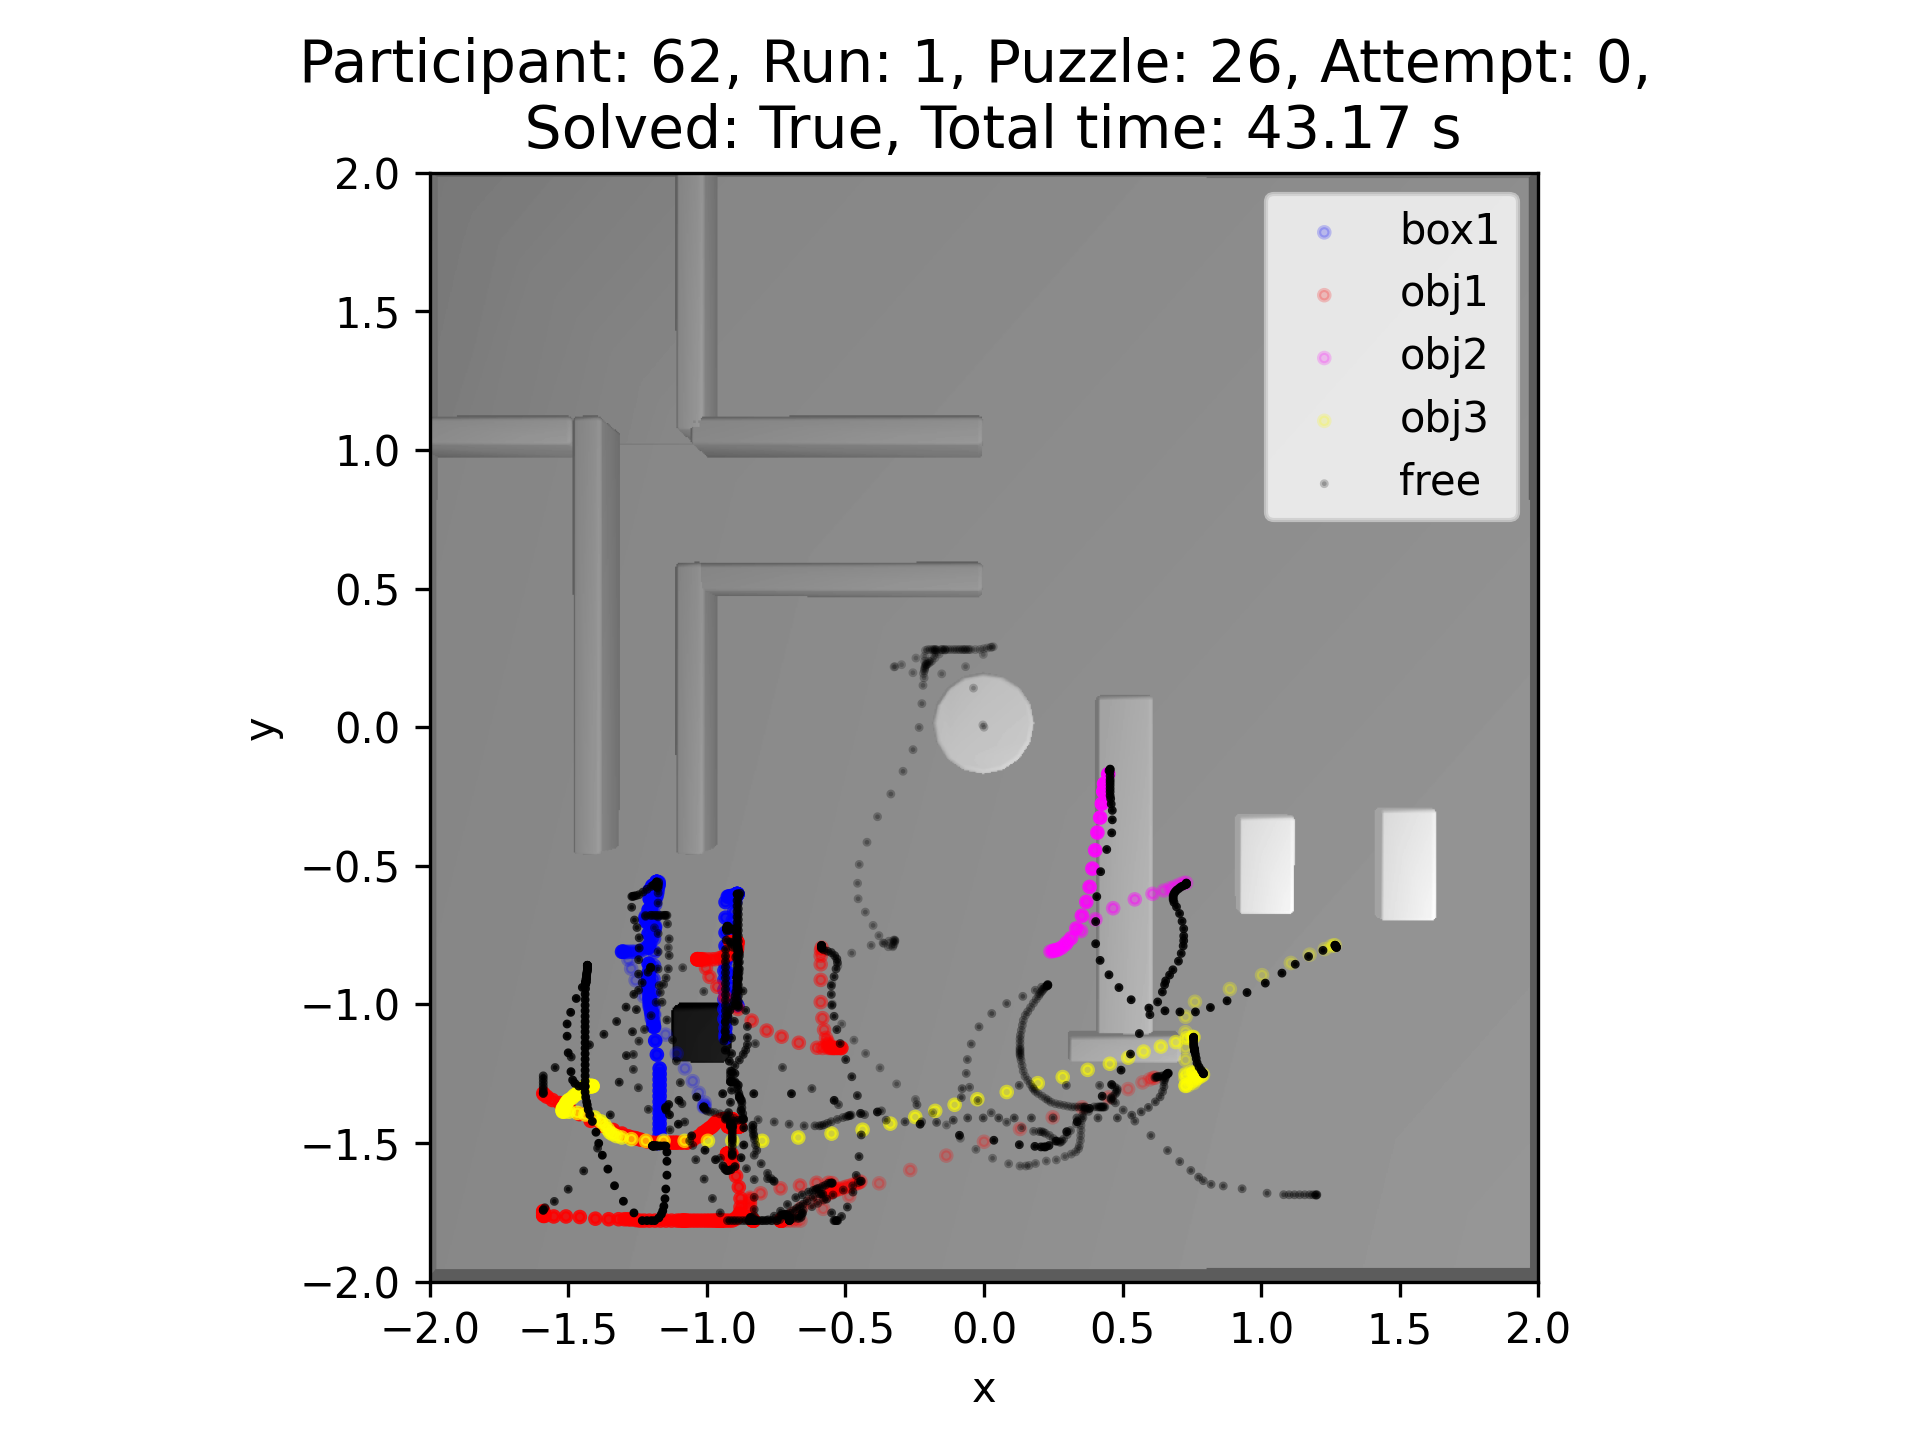 Participant: 62, Run: 1, Puzzle: 26, Attempt: 0,
Solved: True, Total time: 43.17 s
2.0
1.5
1.0
0.5
0.0
−0.5
−1.0
−1.5
−2.0
y
box1
obj1
obj2
obj3
free
−2.0 −1.5 −1.0 −0.5 0.0 0.5 1.0 1.5 2.0
x